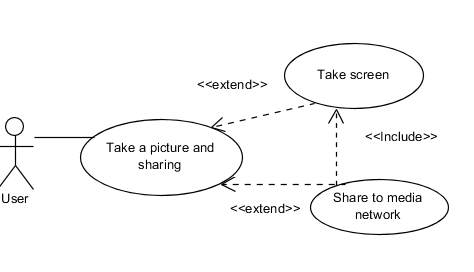 Take screen
<<extend>>
<<Include>>
Take a picture and
sharing
User
Share to media
network
<<extend>>